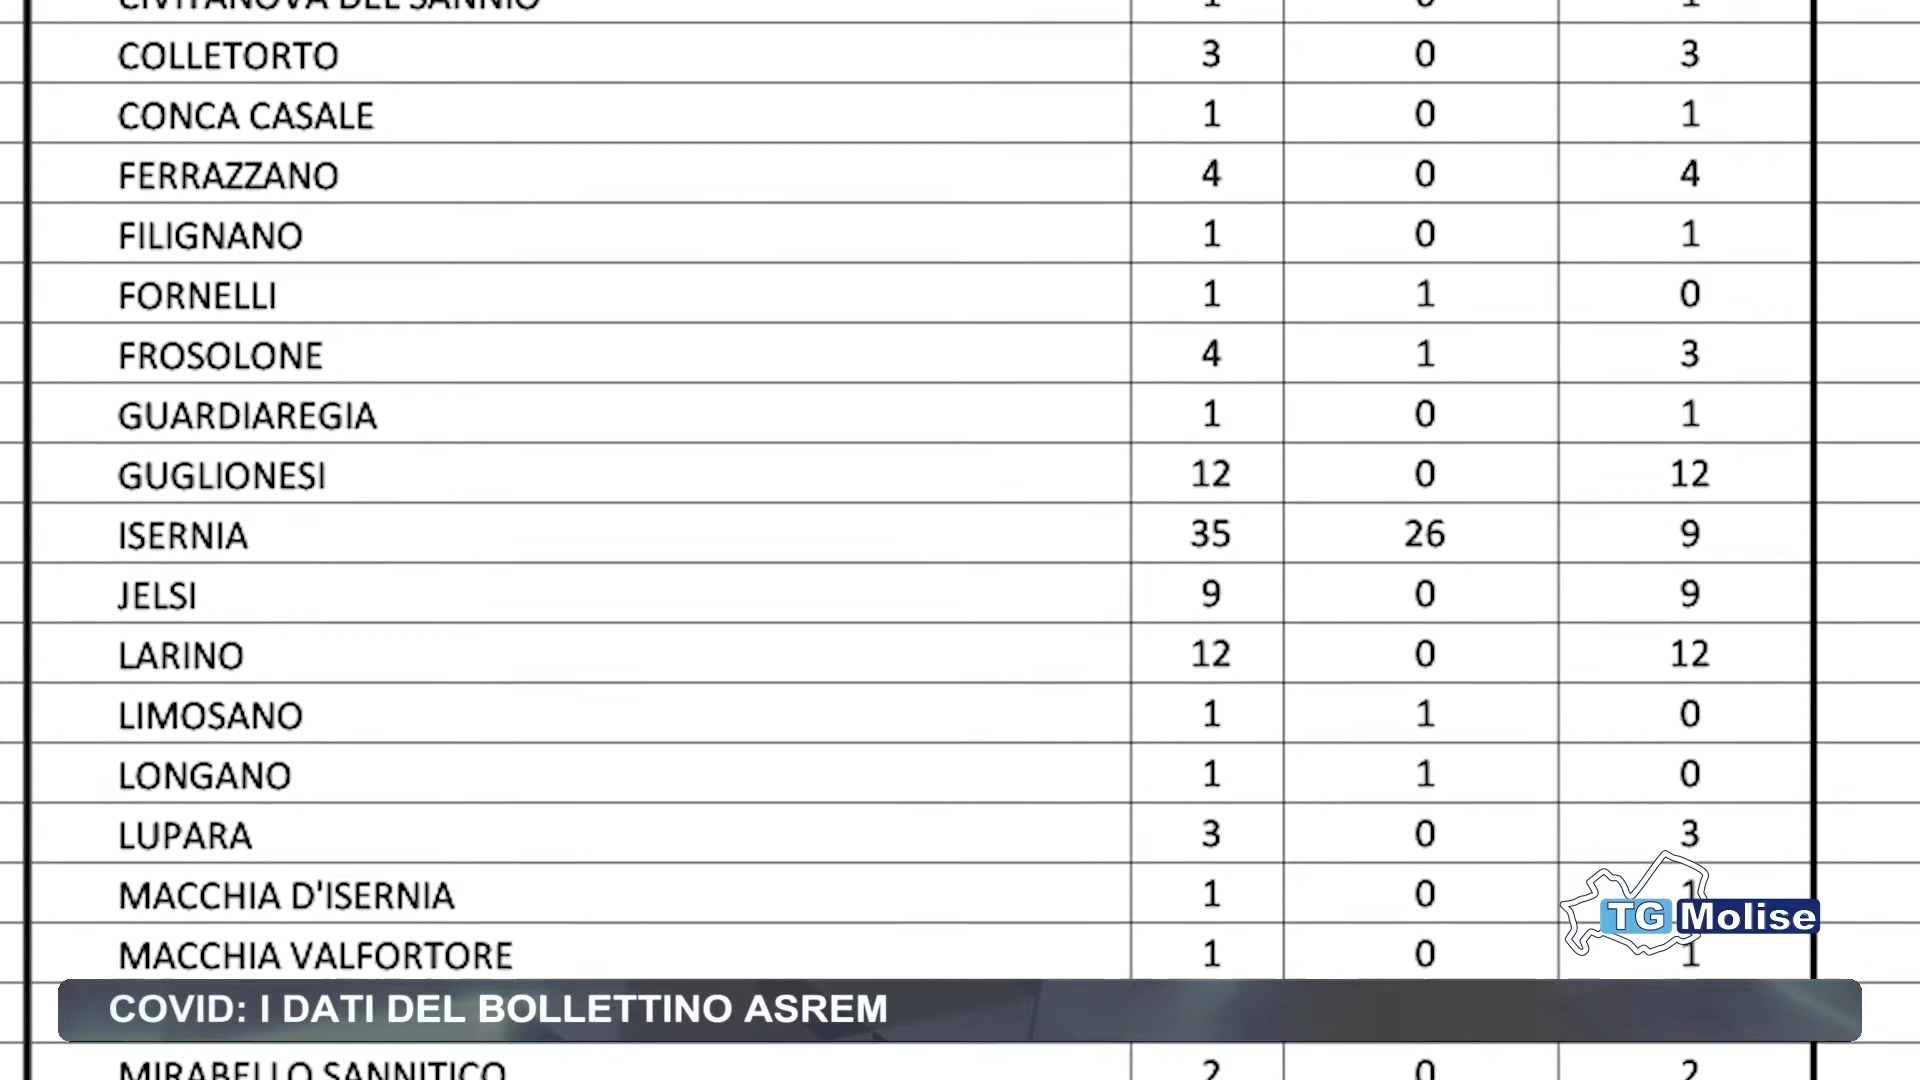 CIVITANOVA DEL SANNIO 1 0 1
COLLETORTO 3 0 3
CONCA CASALE 1 0 1
FERRAZZANO 4 0 4
FILIGNANO 1 0 1
FORNELLI 1 1 0
FROSOLONE 4 1 3
GUARDIAREGIA 1 0 1
GUGLIONESI 12 0 12
ISERNIA 35 26 9
JELSI 9 0 9
LARINO 12 0 12
LIMOSANO 1 1 0
LONGANO 1 1 0
LUPARA 3 0 3
MACCHIA D'ISERNIA 1 0 1
TG Molise
MACCHIA VALFORTORE 1 0 1
COVID: I DATI DEL BOLLETTINO ASREM
MIRABELLO SANNITICO 2 0 2